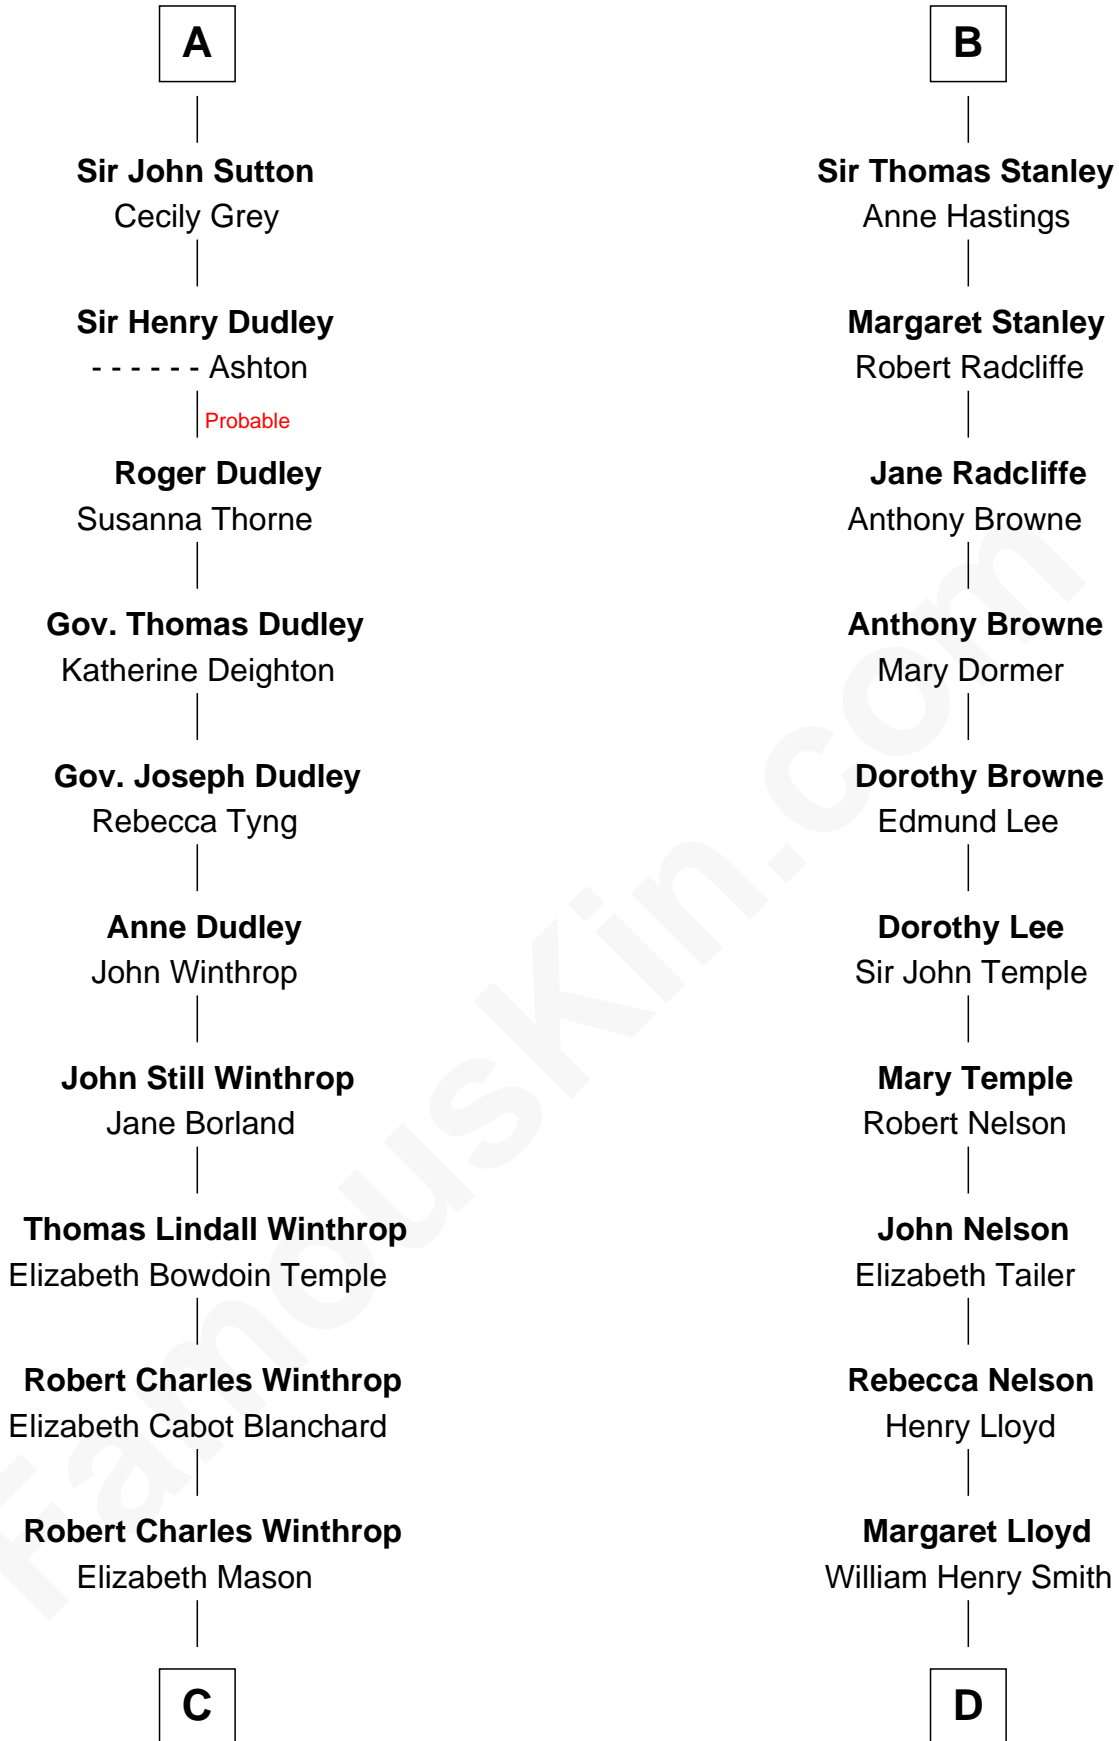 A
Sir John Sutton
Cecily Grey
Sir Henry Dudley
- - - - - - Ashton
Probable
Roger Dudley
Susanna Thorne
Gov. Thomas Dudley
Katherine Deighton
Gov. Joseph Dudley
Rebecca Tyng
Anne Dudley
John Winthrop
John Still Winthrop
Jane Borland
Thomas Lindall Winthrop
Elizabeth Bowdoin Temple
Robert Charles Winthrop
Elizabeth Cabot Blanchard
Robert Charles Winthrop
Elizabeth Mason
C
B
Sir Thomas Stanley
Anne Hastings
Margaret Stanley
Robert Radcliffe
Jane Radcliffe
Anthony Browne
Anthony Browne
Mary Dormer
Dorothy Browne
Edmund Lee
Dorothy Lee
Sir John Temple
Mary Temple
Robert Nelson
John Nelson
Elizabeth Tailer
Rebecca Nelson
Henry Lloyd
Margaret Lloyd
William Henry Smith
D
FamousKin.com